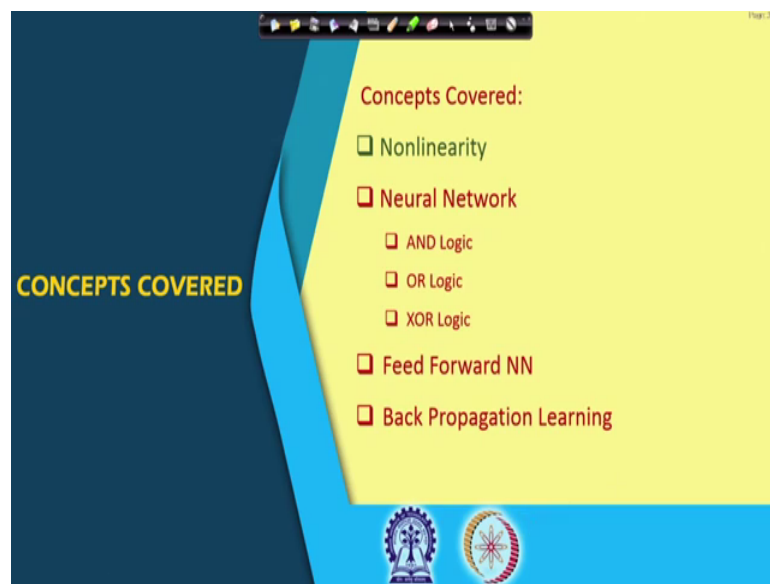 CONCEPTS COVERED
Concepts Covered:
Nonlinearity
Neural Network
AND Logic
OR Logic
XOR Logic
Feed Forward NN
Back Propagation Learning